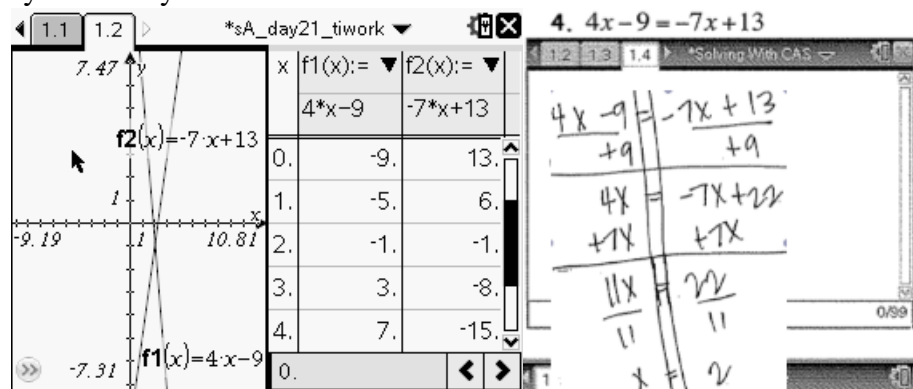 1.1 1.2 *sA_day21_tiwork
7.47 y
f2(x)=-7·x+13
1
x
-9.19 .1 10.81
-7.31 f1(x)=4·x-9
x f1(x):= f2(x):=
4*x-9 -7*x+13
0. -9. 13.
1. -5. 6.
2. -1. -1.
3. 3. -8.
4. 7. -15.
0.
4. 4x-9=-7x+13
1.2 1.3 1.4 *Solving With CAS
4x -9 = -7x + 13
+9 +9
4x = -7x+22
+7x +7x
11x = 22
11 11
x = 2
0/99